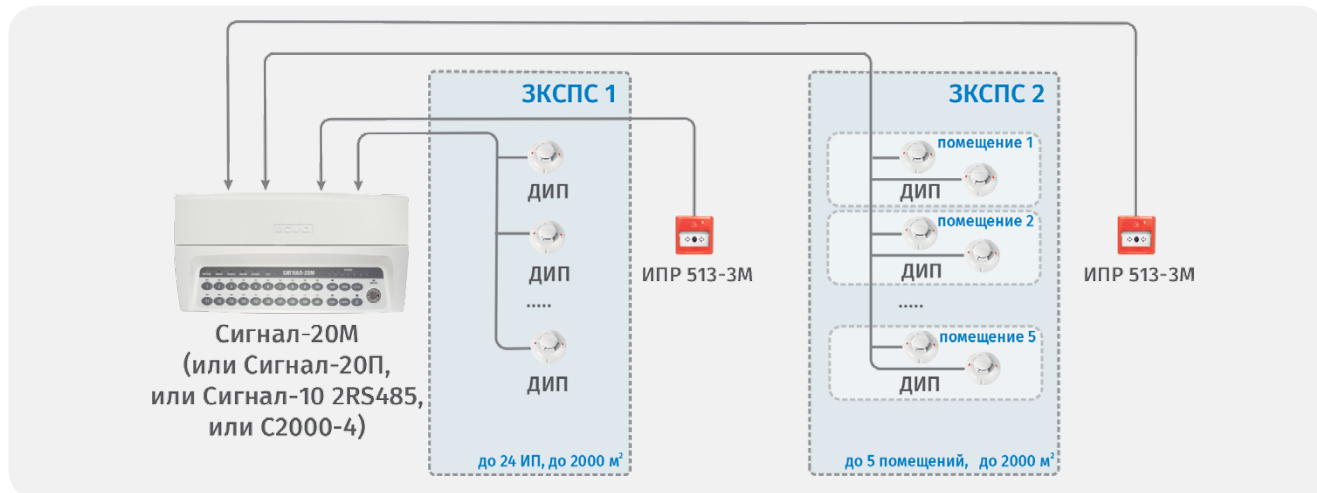 ЗКСПС 1
ДИП
ДИП
.....
ДИП
до 24 ИП, до 2000 м²
ИПР 513-3М
ЗКСПС 2
помещение 1
ДИП
помещение 2
ДИП
.....
помещение 5
ДИП
до 5 помещений, до 2000 м²
ИПР 513-3М
СИГНАЛ-20М
Сигнал-20М
(или Сигнал-20П,
или Сигнал-10 2RS485,
или С2000-4)